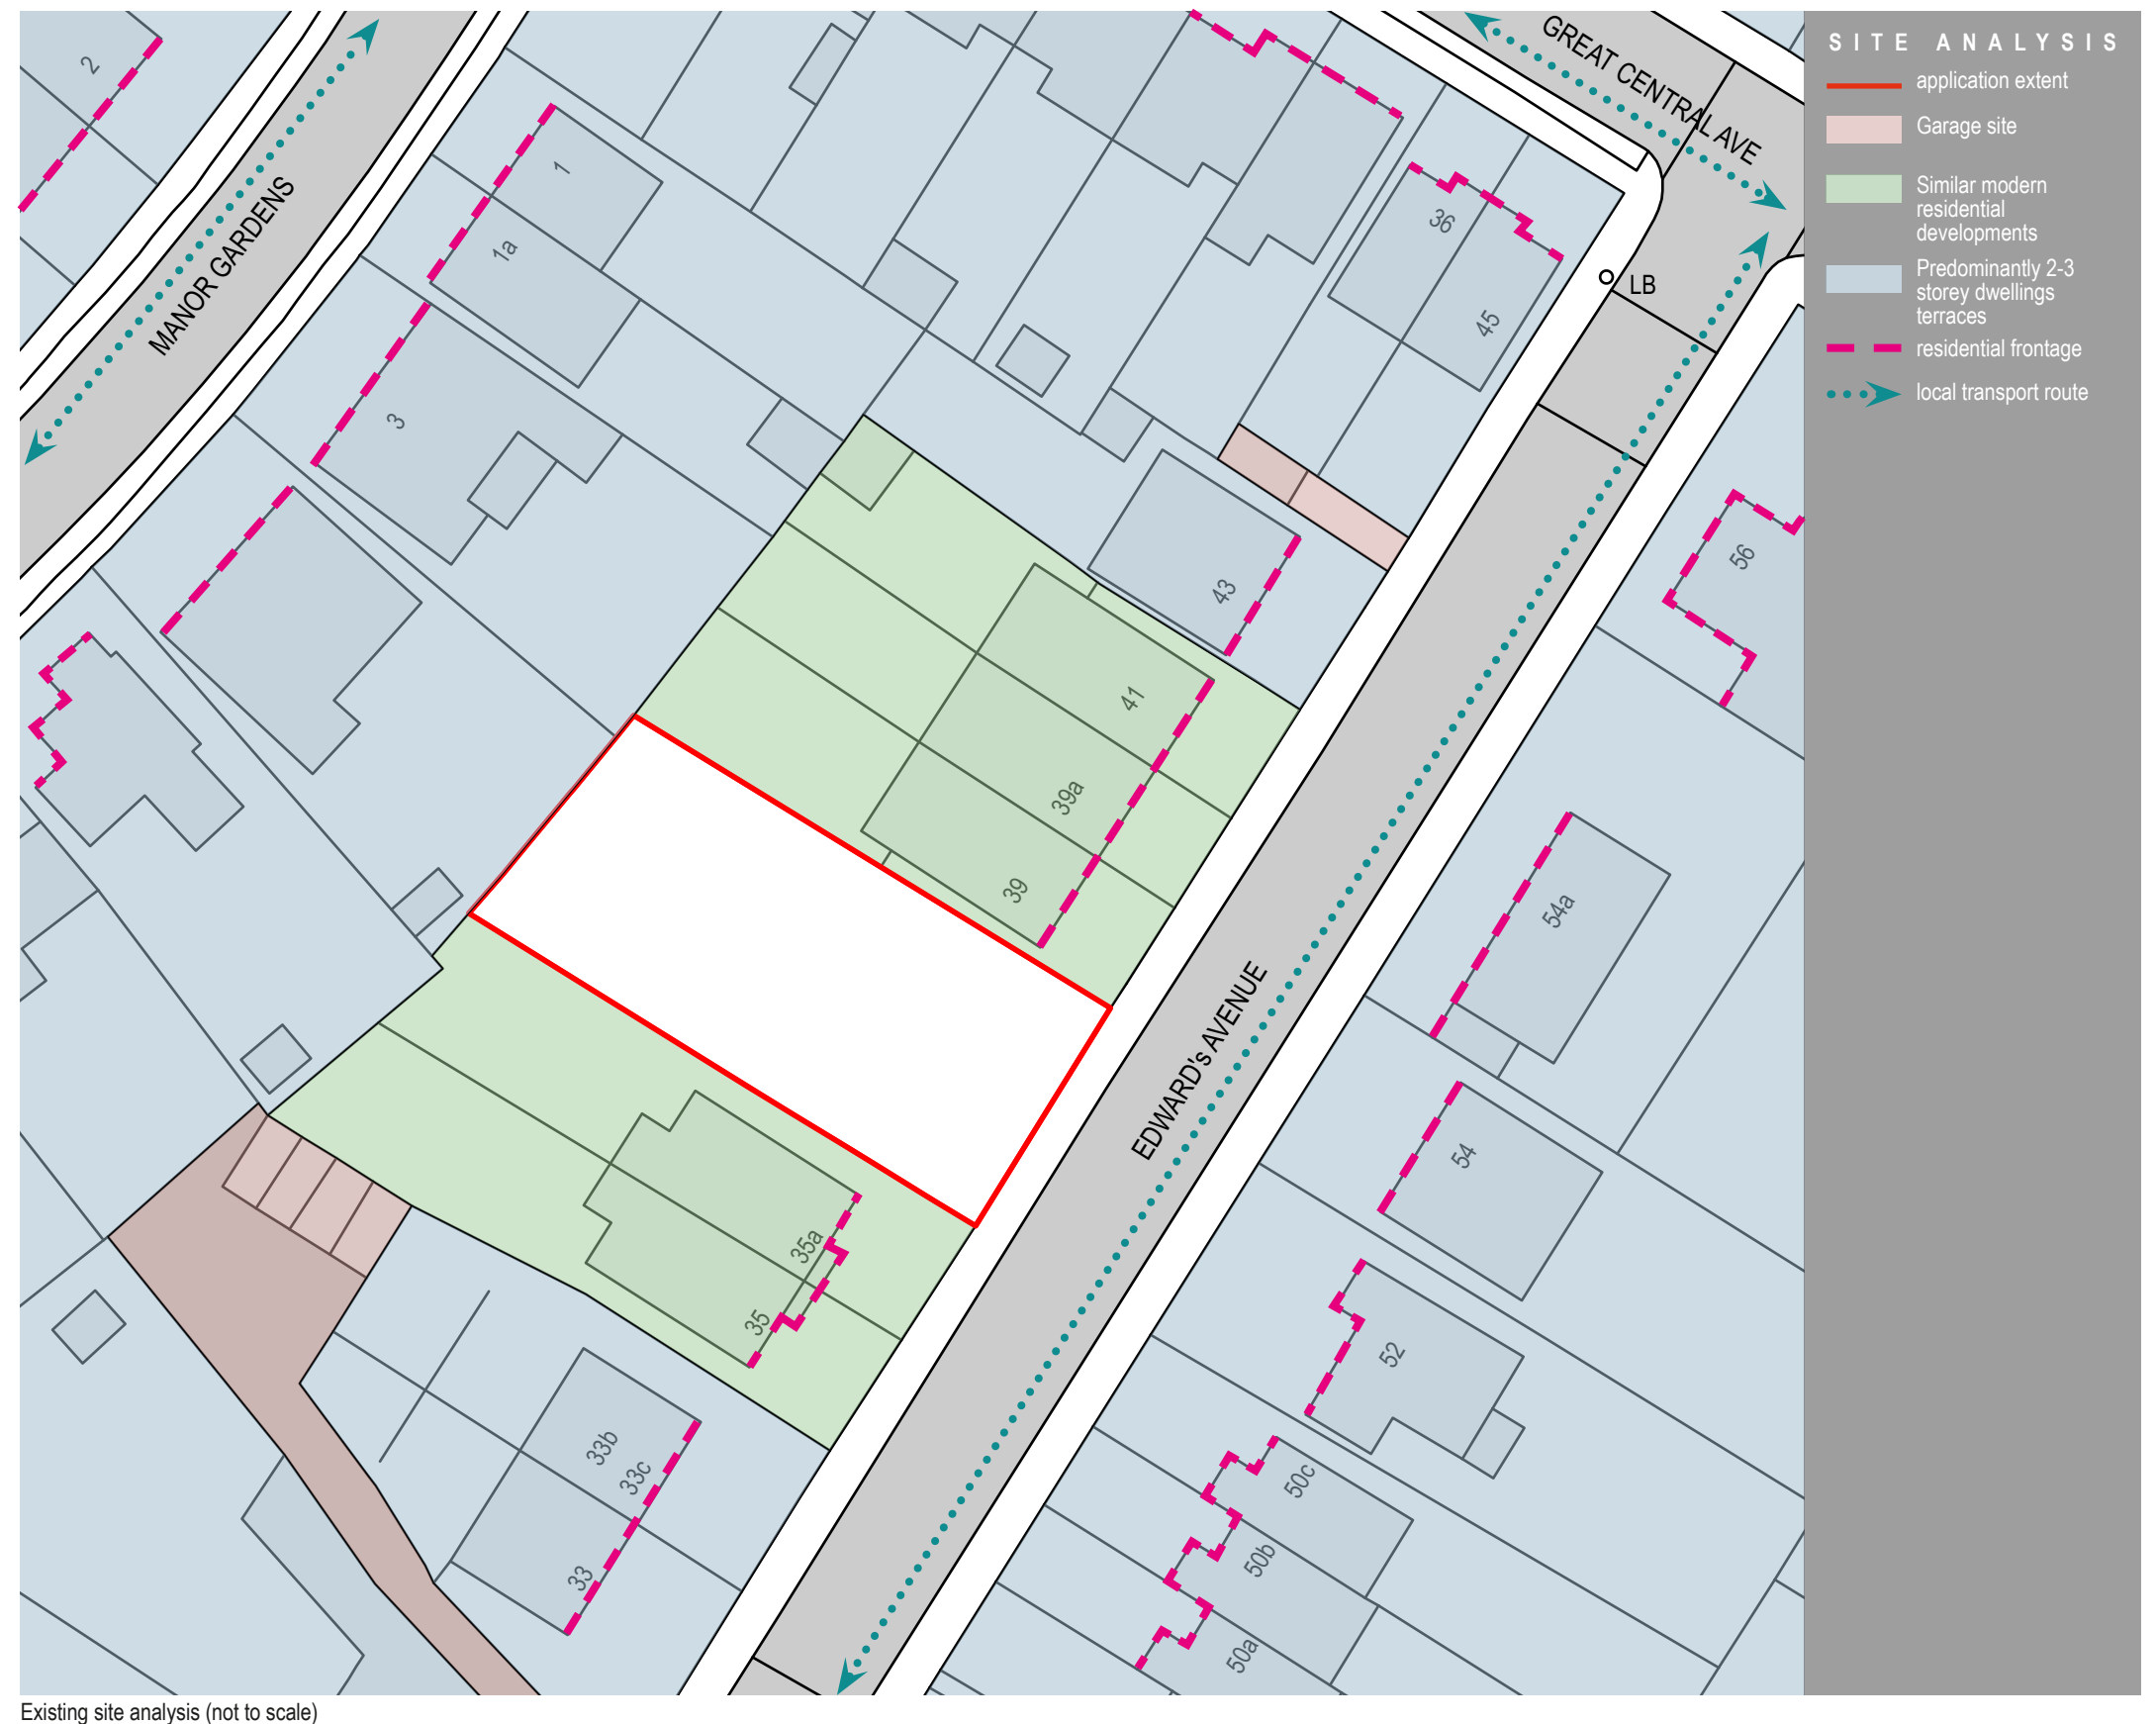 SITE ANALYSIS
application extent
Garage site
Similar modern
residential
developments
Predominantly 2-3
storey dwellings
terraces
residential frontage
local transport route
GREAT CENTRAL AVE
MANOR GARDENS
EDWARD's AVENUE
LB
2
1
1a
3
36
45
43
41
39a
39
35a
35
33b
33c
33
56
54a
54
52
50c
50b
50a
Existing site analysis (not to scale)